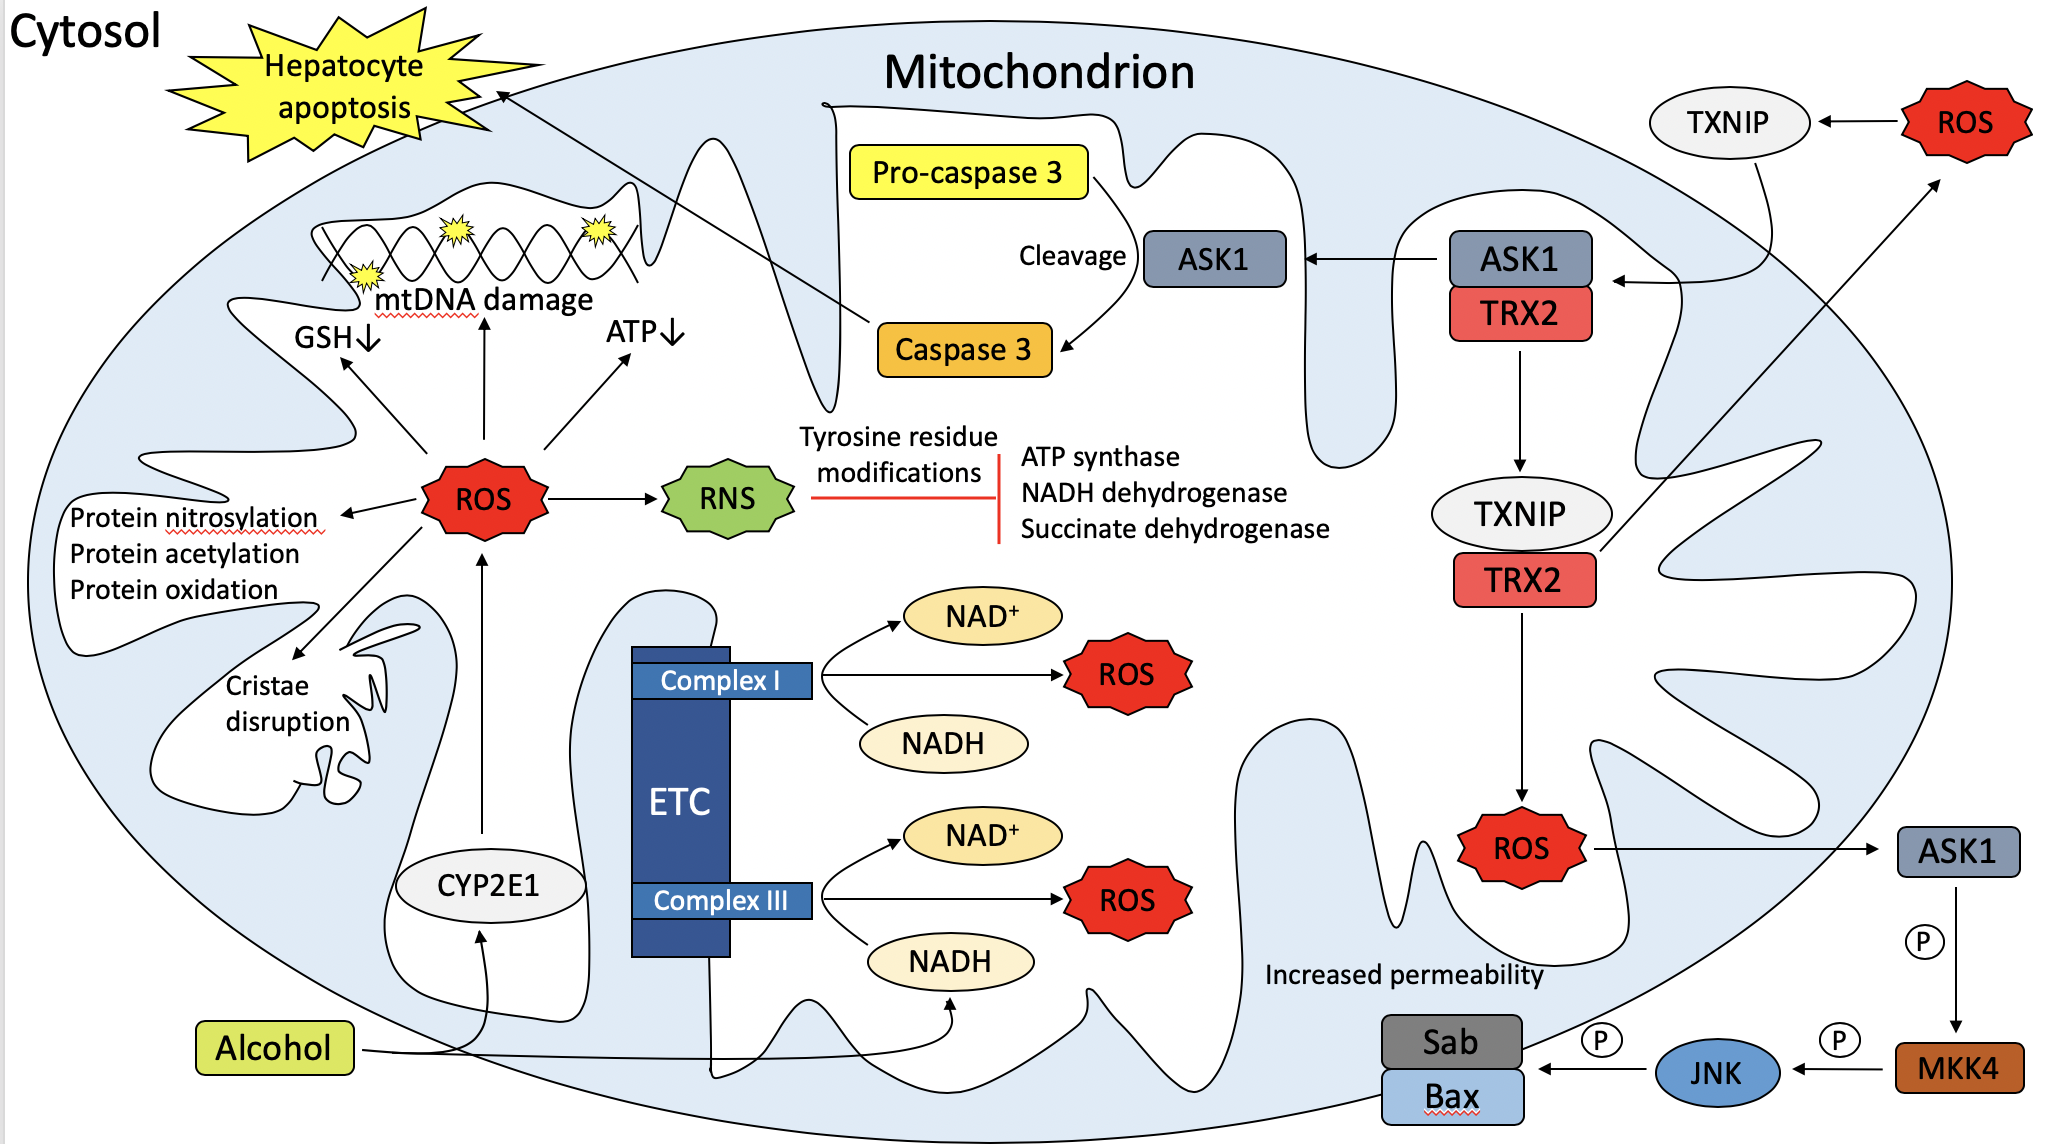 Cytosol
Hepatocyte
apoptosis
Mitochondrion
TXNIP
ROS
Pro-caspase 3
Cleavage
ASK1
ASK1
TRX2
Caspase 3
mtDNA damage
GSH↓
ATP↓
ROS
RNS
Tyrosine residue
modifications
ATP synthase
NADH dehydrogenase
Succinate dehydrogenase
TXNIP
TRX2
Protein nitrosylation
Protein acetylation
Protein oxidation
Cristae
disruption
NAD⁺
Complex I
ROS
NADH
ETC
NAD⁺
Complex III
ROS
NADH
CYP2E1
Alcohol
ROS
ASK1
P
Increased permeability
Sab
Bax
P
JNK
P
MKK4